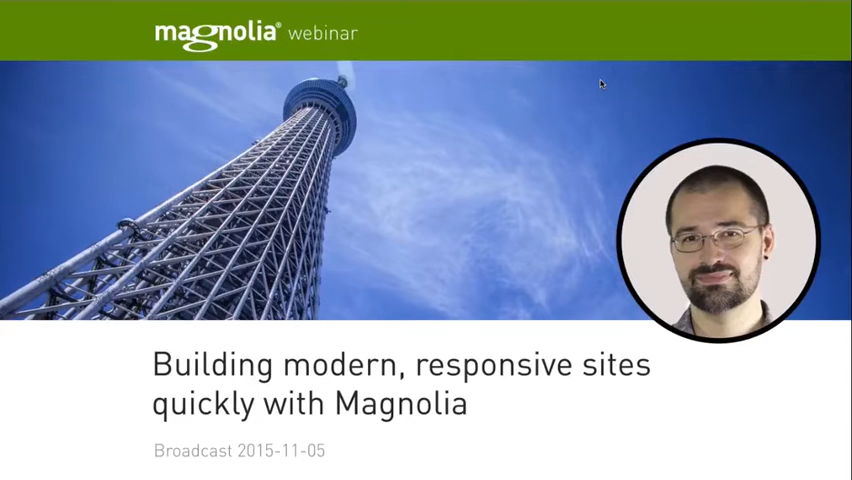 magnolia® webinar
Building modern, responsive sites
quickly with Magnolia
Broadcast 2015-11-05